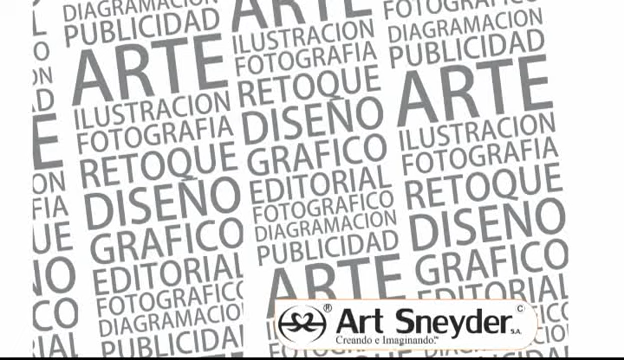 DIAGRAMACION
PUBLICIDAD
ARTE
ILUSTRACION
FOTOGRAFIA
RETOQUE
DISEÑO
GRAFICO
EDITORIAL
FOTOGRAFICO
DIAGRAMACION
PUBLICIDAD
ARTE
ILUSTRACION
FOTOGRAFIA
RETOQUE
DISEÑO
GRAFICO
EDITORIAL
FOTOGRAFICO
DIAGRAMACION
PUBLICIDAD
ARTE
FOTOGRAFICO
DIAGRAMACION
PUBLICIDAD
ARTE
ILUSTRACION
FOTOGRAFIA
RETOQUE
DISEÑO
GRAFICO
EDITORIAL
® Art Sneyder S.A. ©
Creando e Imaginando.™